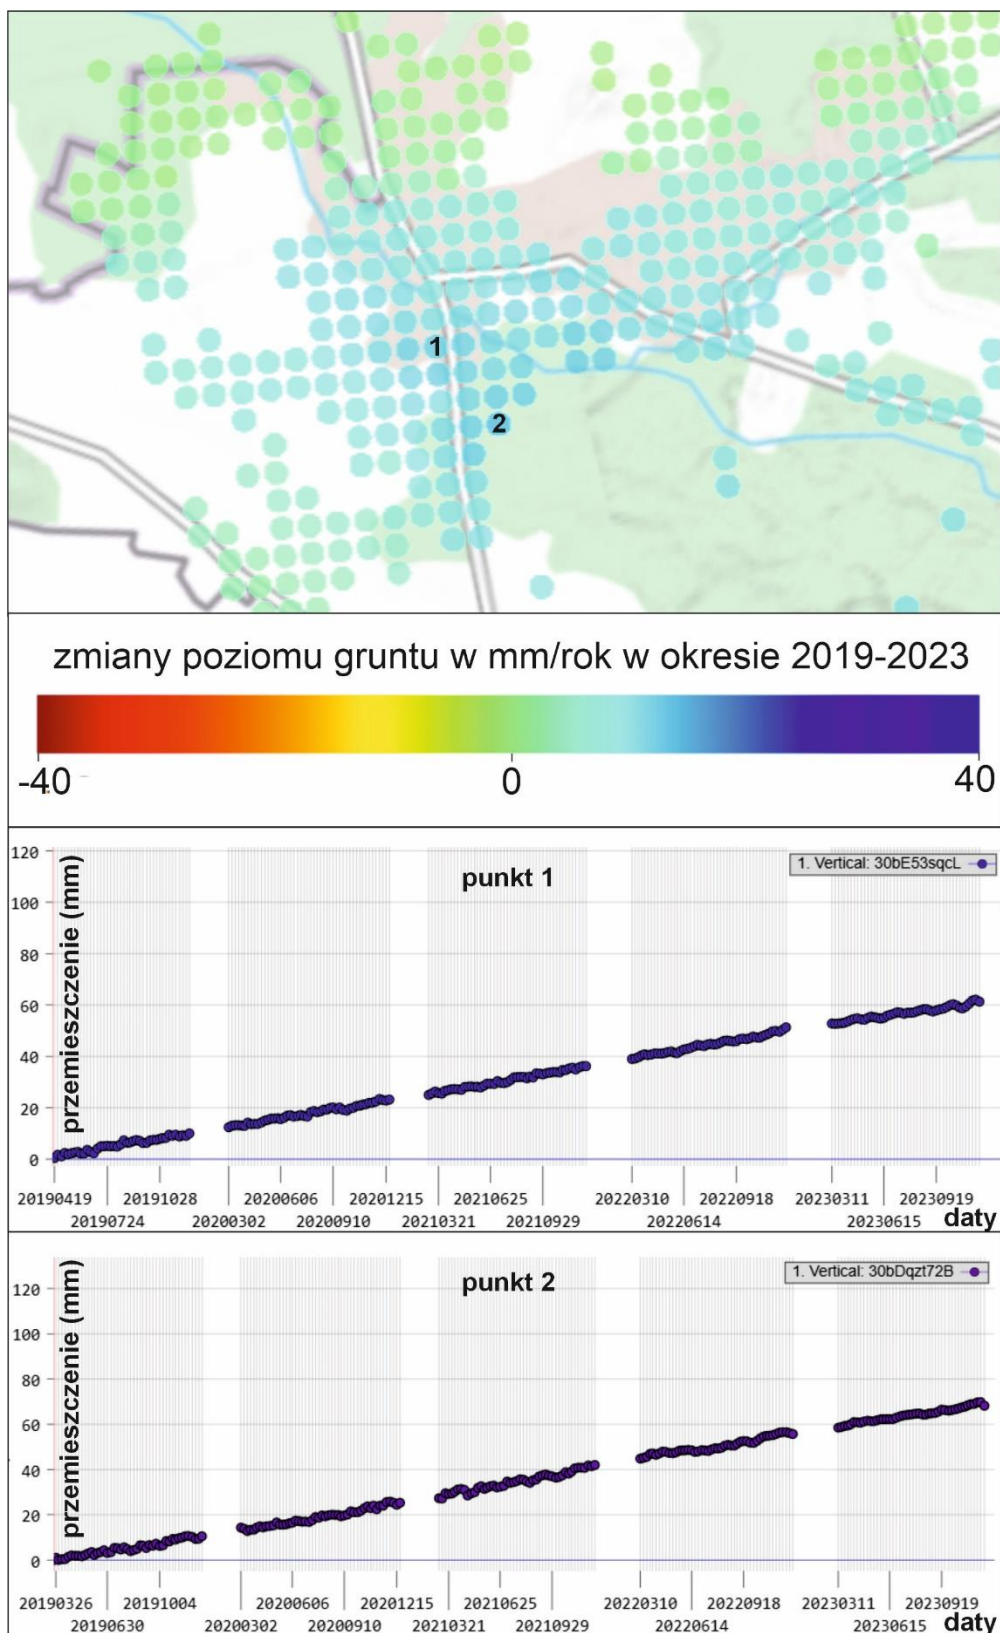 1
2
zmiany poziomu gruntu w mm/rok w okresie 2019-2023
-40 0 40
120
100
80
60
40
20
0
przemieszczenie (mm)
punkt 1
1. Vertical: 30bE53sqcL
20190419 20191028 20200606 20201215 20210625 20220310 20220918 20230311 20230919
20190724 20200302 20200910 20210321 20210929 20220614 20230615 daty
120
100
80
60
40
20
0
przemieszczenie (mm)
punkt 2
1. Vertical: 30bDqzt72B
20190326 20191004 20200606 20201215 20210625 20220310 20220918 20230311 20230919
20190630 20200302 20200910 20210321 20210929 20220614 20230615 daty